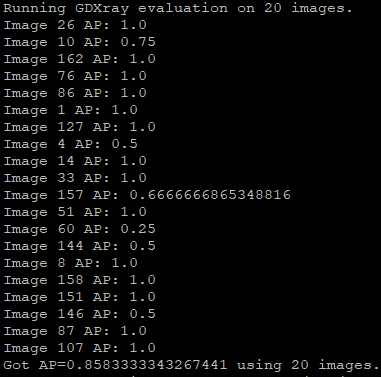 Running GDXray evaluation on 20 images.
Image 26 AP: 1.0
Image 10 AP: 0.75
Image 162 AP: 1.0
Image 76 AP: 1.0
Image 86 AP: 1.0
Image 1 AP: 1.0
Image 127 AP: 1.0
Image 4 AP: 0.5
Image 14 AP: 1.0
Image 33 AP: 1.0
Image 157 AP: 0.6666666865348816
Image 51 AP: 1.0
Image 60 AP: 0.25
Image 144 AP: 0.5
Image 8 AP: 1.0
Image 158 AP: 1.0
Image 151 AP: 1.0
Image 146 AP: 0.5
Image 87 AP: 1.0
Image 107 AP: 1.0
Got AP=0.8583333343267441 using 20 images.